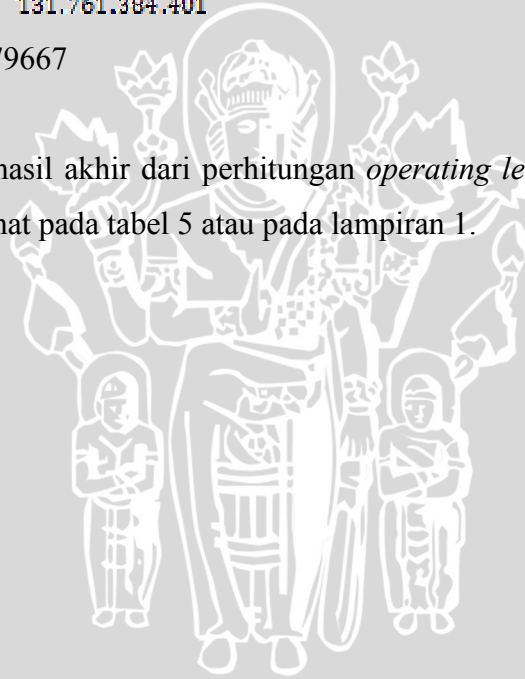 131.761.384.401
79667
hasil akhir dari perhitungan operating le
hat pada tabel 5 atau pada lampiran 1.